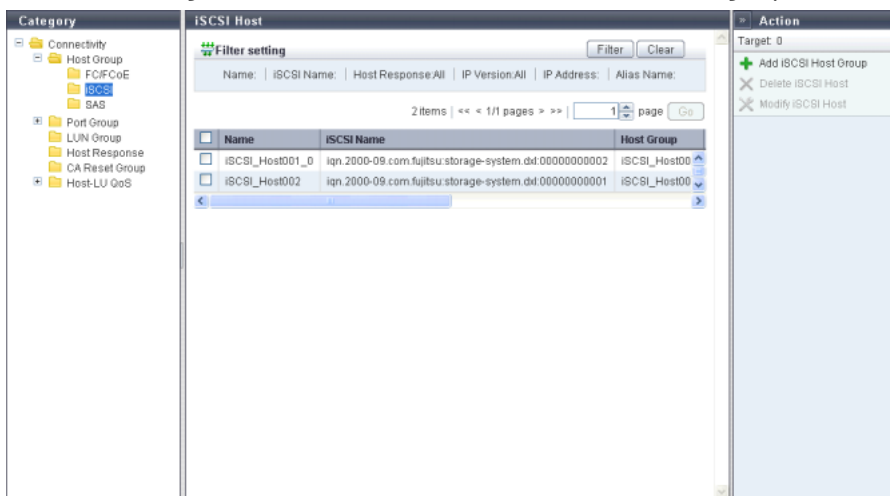 Category
Connectivity
Host Group
FC/FCoE
iSCSI
SAS
Port Group
LUN Group
Host Response
CA Reset Group
Host-LU QoS
iSCSI Host
Filter setting
Filter Clear
Name: | iSCSI Name: | Host Response:All | IP Version:All | IP Address: | Alias Name:
2 items | << < 1/1 pages > >> | 1 page Go
Name iSCSI Name Host Group
iSCSI_Host001_0 iqn.2000-09.com.fujitsu:storage-system.dxl:00000000002 iSCSI_Host00
iSCSI_Host002 iqn.2000-09.com.fujitsu:storage-system.dxl:00000000001 iSCSI_Host00
» Action
Target: 0
Add iSCSI Host Group
Delete iSCSI Host
Modify iSCSI Host